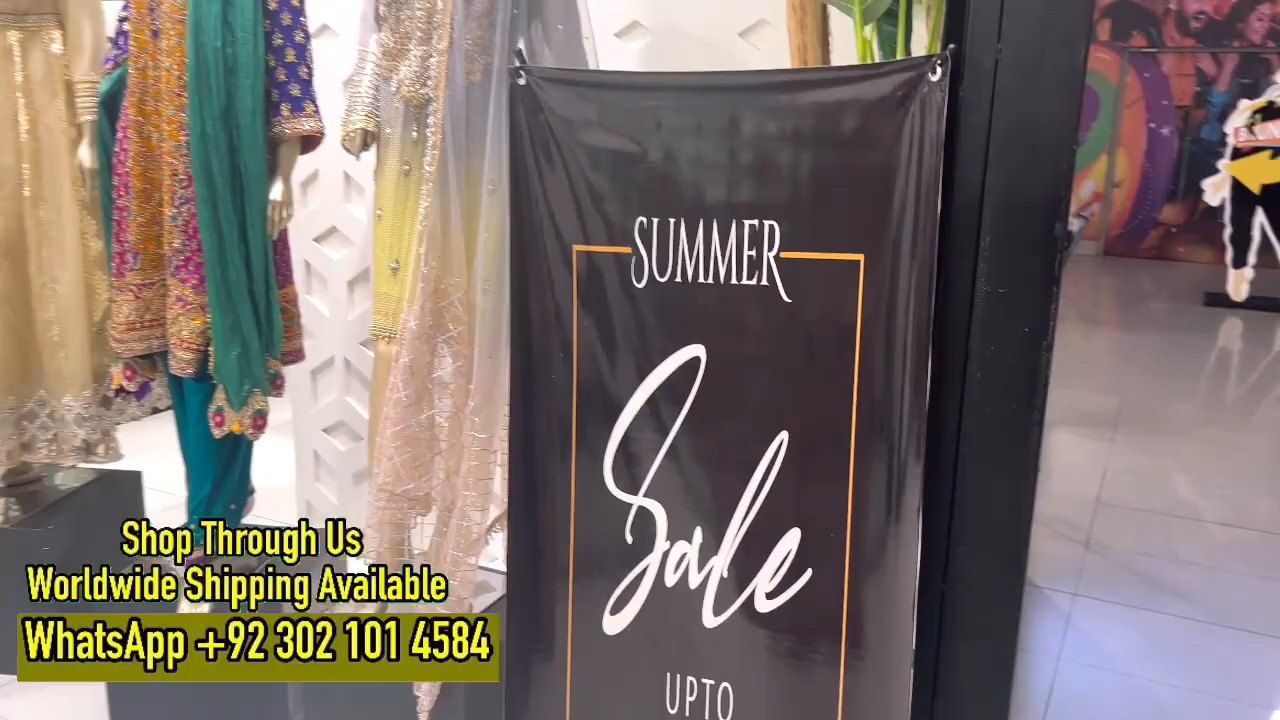 SUMMER
Sale
UPTO
Shop Through Us
Worldwide Shipping Available
WhatsApp +92 302 101 4584